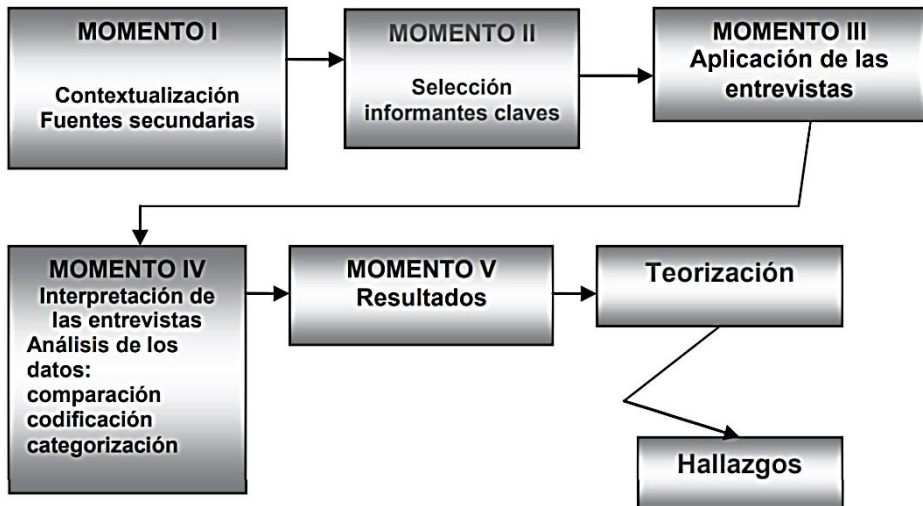 MOMENTO I
Contextualización
Fuentes secundarias
MOMENTO II
Selección
informantes claves
MOMENTO III
Aplicación de las
entrevistas
MOMENTO IV
Interpretación de
las entrevistas
Análisis de los
datos:
comparación
codificación
categorización
MOMENTO V
Resultados
Teorización
Hallazgos